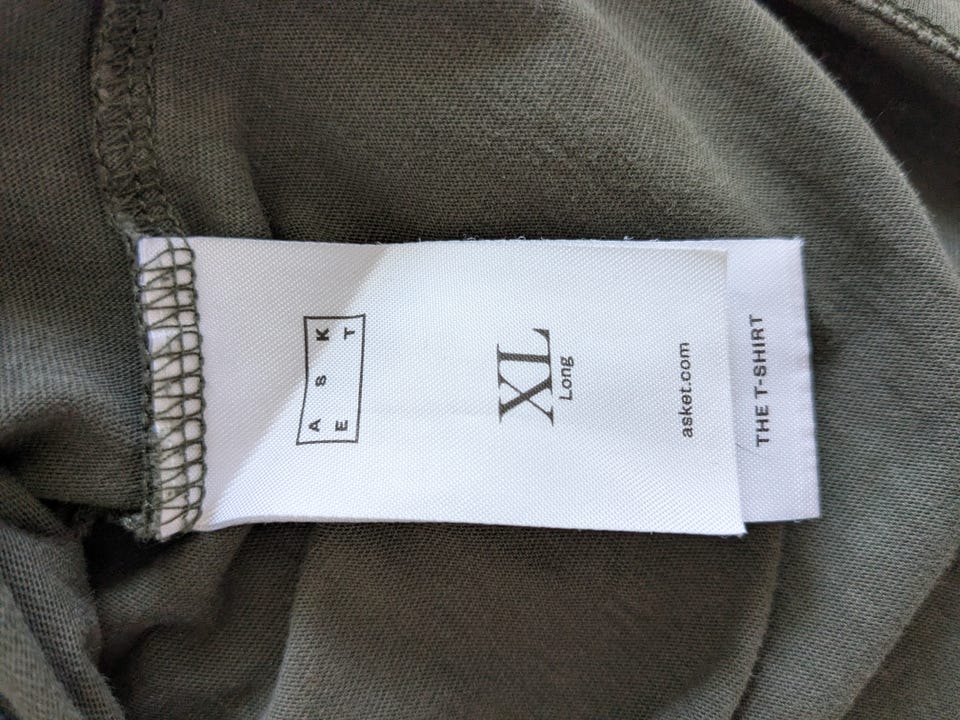 A S K
E T
XL
Long
asket.com
THE T-SHIRT